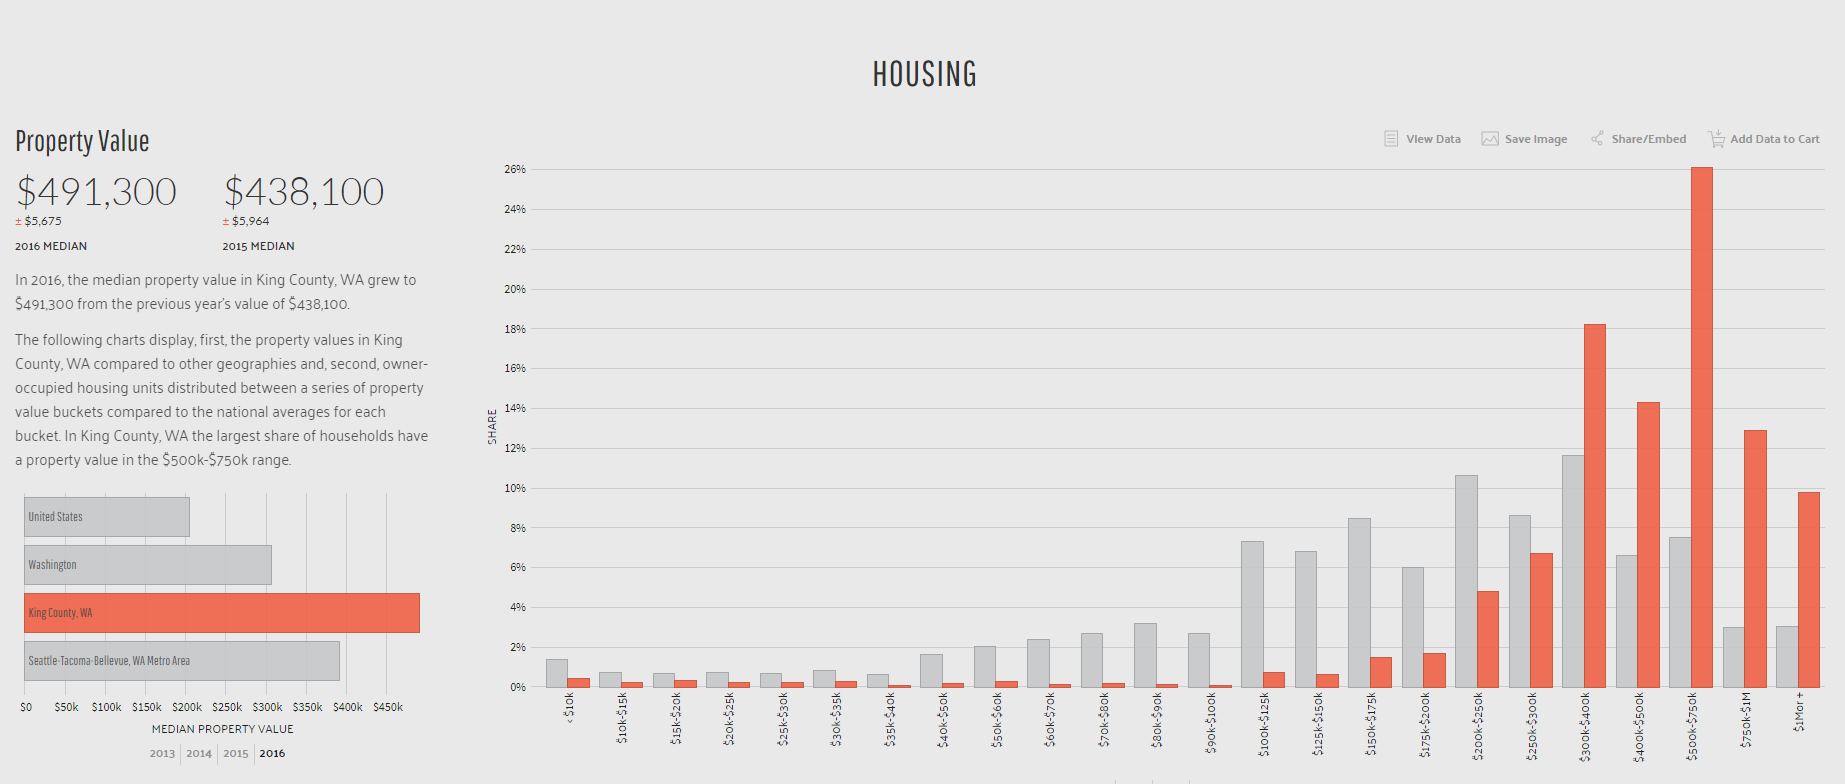 HOUSING
Property Value
$491,300
± $5,675
2016 MEDIAN
$438,100
± $5,964
2015 MEDIAN
In 2016, the median property value in King County, WA grew to
$491,300 from the previous year's value of $438,100.
The following charts display, first, the property values in King
County, WA compared to other geographies and, second, owner-
occupied housing units distributed between a series of property
value buckets compared to the national averages for each
bucket. In King County, WA the largest share of households have
a property value in the $500k-$750k range.
United States
Washington
King County, WA
Seattle-Tacoma-Bellevue, WA Metro Area
$0 $50k $100k $150k $200k $250k $300k $350k $400k $450k
MEDIAN PROPERTY VALUE
2013 2014 2015 2016
View Data Save Image Share/Embed Add Data to Cart
26%
24%
22%
20%
18%
16%
14%
12%
10%
8%
6%
4%
2%
0%
SHARE
< $10k
$10k-$15k
$15k-$20k
$20k-$25k
$25k-$30k
$30k-$35k
$35k-$40k
$40k-$50k
$50k-$60k
$60k-$70k
$70k-$80k
$80k-$90k
$90k-$100k
$100k-$125k
$125k-$150k
$150k-$175k
$175k-$200k
$200k-$250k
$250k-$300k
$300k-$400k
$400k-$500k
$500k-$750k
$750k-$1M
$1Mor +